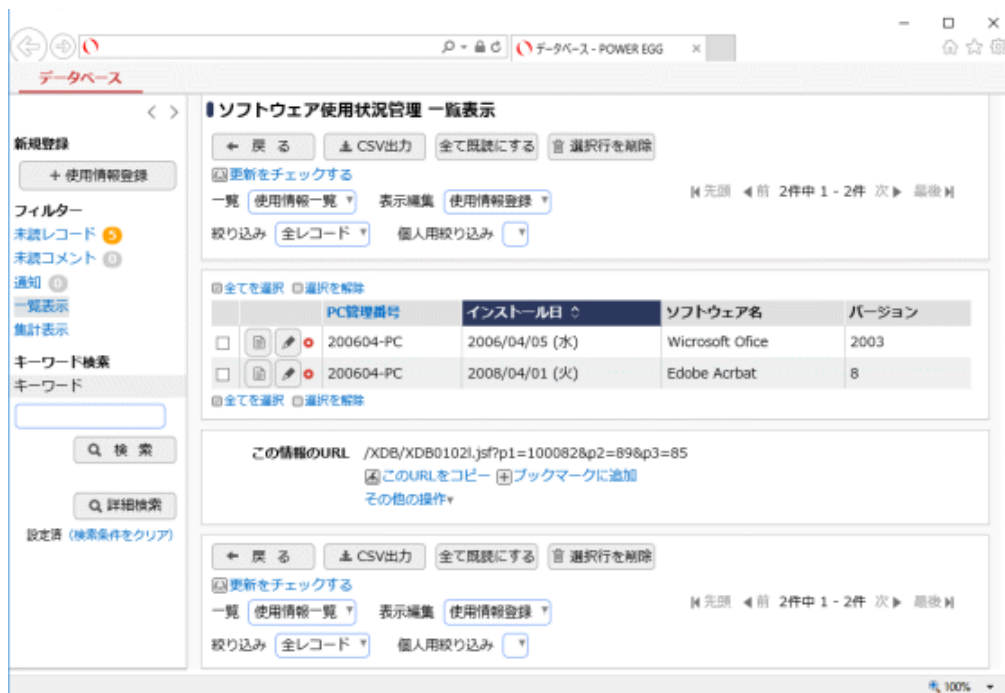 データベース - POWER EGG
データベース
新規登録
+ 使用情報登録
フィルター
未読レコード 5
未読コメント 0
通知 0
一覧表示
集計表示
キーワード検索
キーワード
検 索
詳細検索
設定済 (検索条件をクリア)
ソフトウェア使用状況管理 一覧表示
戻 る CSV出力 全て既読にする 選択行を削除
更新をチェックする
一覧 使用情報一覧 表示編集 使用情報登録
先頭 前 2件中 1 - 2件 次 最後
絞り込み 全レコード 個人用絞り込み
全てを選択 選択を解除
PC管理番号 インストール日 ソフトウェア名 バージョン
200604-PC 2006/04/05 (水) Wicrosoft Ofice 2003
200604-PC 2008/04/01 (火) Edobe Acrbat 8
全てを選択 選択を解除
この情報のURL /XDB/XDB0102l.jsf?p1=100082&p2=89&p3=85
このURLをコピー ブックマークに追加
その他の操作
戻 る CSV出力 全て既読にする 選択行を削除
更新をチェックする
一覧 使用情報一覧 表示編集 使用情報登録
先頭 前 2件中 1 - 2件 次 最後
絞り込み 全レコード 個人用絞り込み
100%